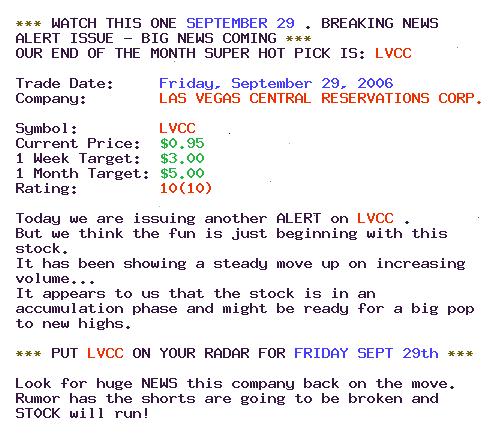 *** WATCH THIS ONE SEPTEMBER 29 . BREAKING NEWS
ALERT ISSUE - BIG NEWS COMING ***
OUR END OF THE MONTH SUPER HOT PICK IS: LVCC
Trade Date: Friday, September 29, 2006
Company: LAS VEGAS CENTRAL RESERVATIONS CORP.
Symbol: LVCC
Current Price: $0.95
1 Week Target: $3.00
1 Month Target: $5.00
Rating: 10(10)
Today we are issuing another ALERT on LVCC .
But we think the fun is just beginning with this
stock.
It has been showing a steady move up on increasing
volume...
It appears to us that the stock is in an
accumulation phase and might be ready for a big pop
to new highs.
*** PUT LVCC ON YOUR RADAR FOR FRIDAY SEPT 29th ***
Look for huge NEWS this company back on the move.
Rumor has the shorts are going to be broken and
STOCK will run!